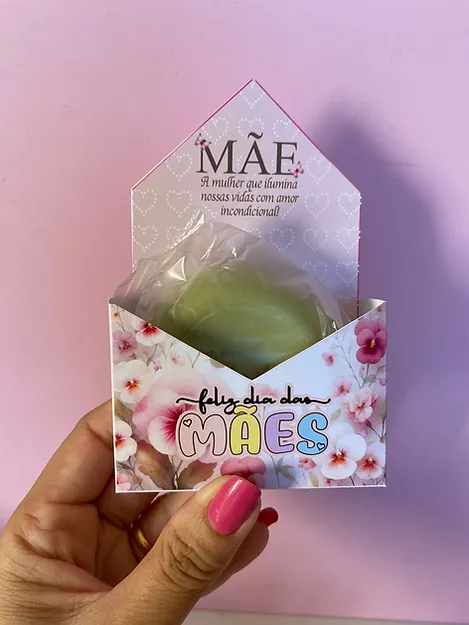 MÃE
A mulher que ilumina
nossas vidas com amor
incondicional!
feliz dia das
MÃES